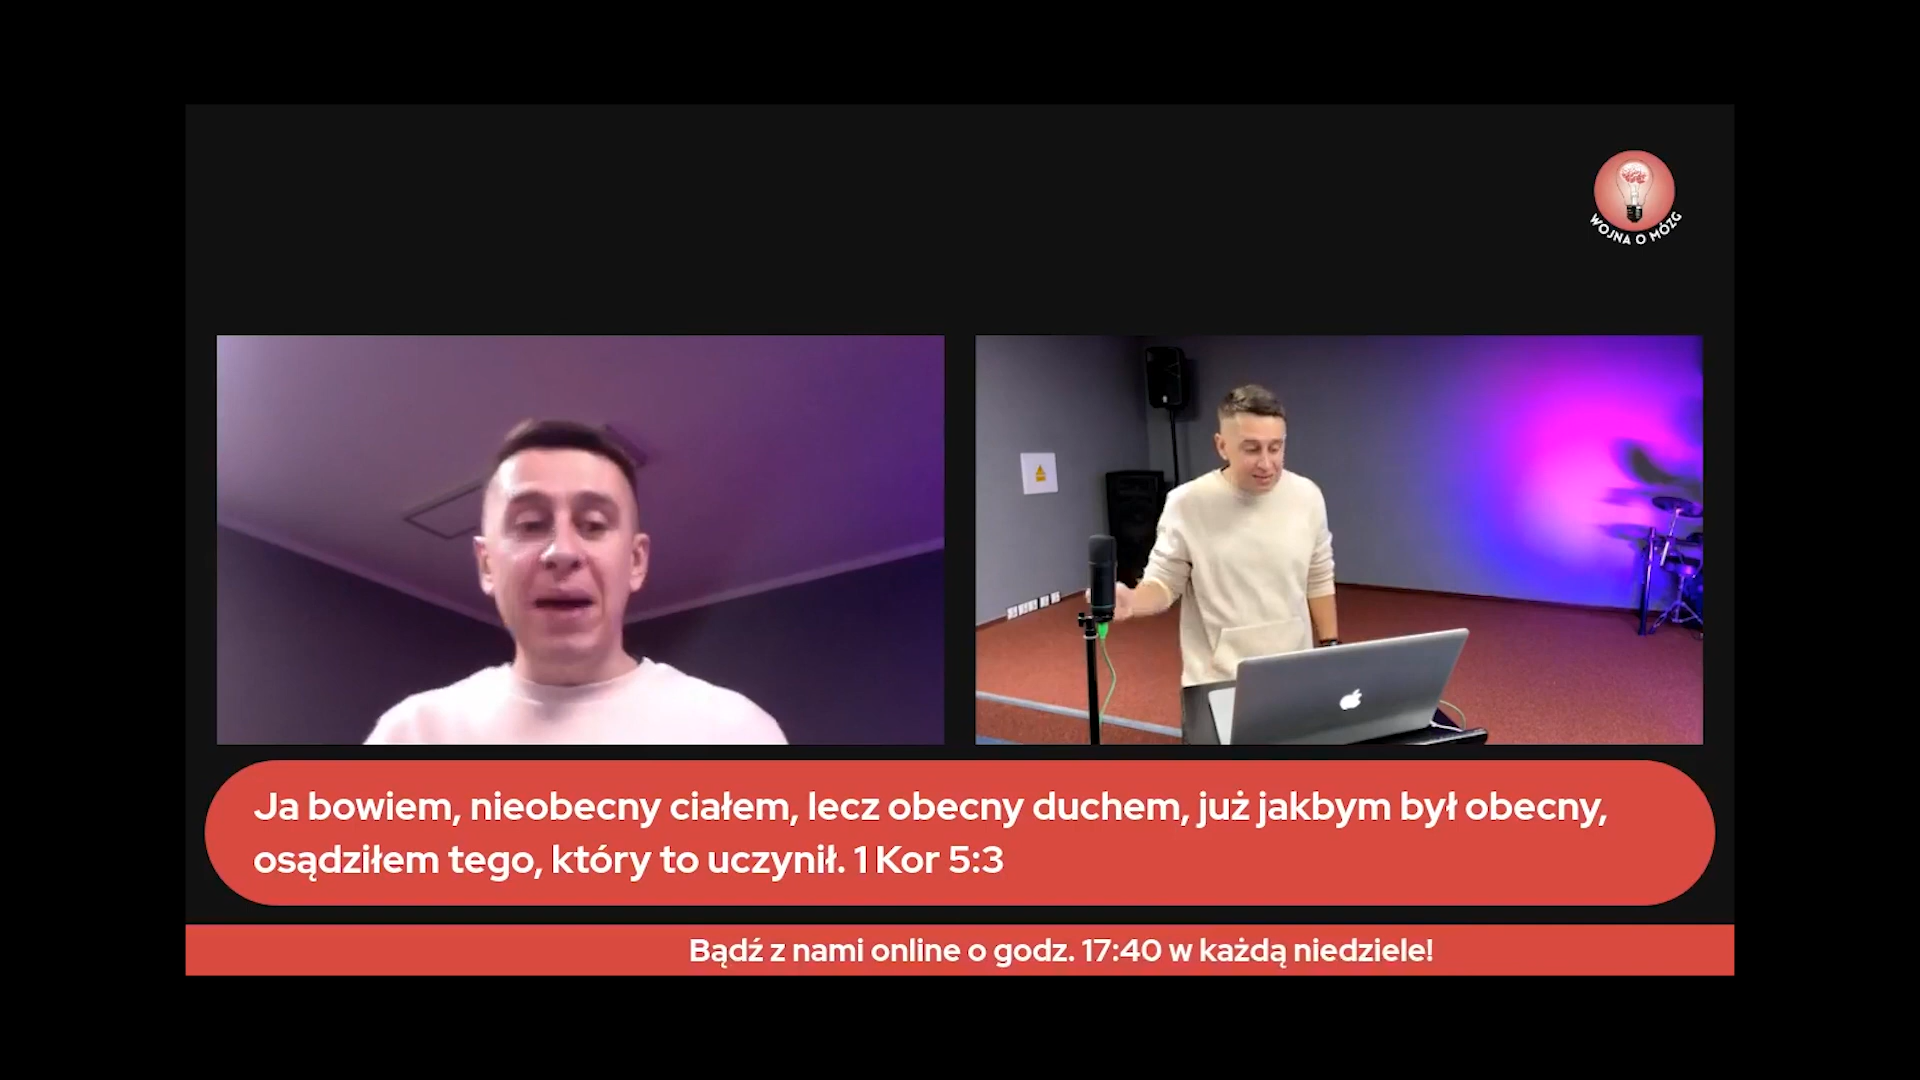 WOJNA O MÓZG
Ja bowiem, nieobecny ciałem, lecz obecny duchem, już jakbym był obecny,
osądziłem tego, który to uczynił. 1 Kor 5:3
Bądź z nami online o godz. 17:40 w każdą niedziele!